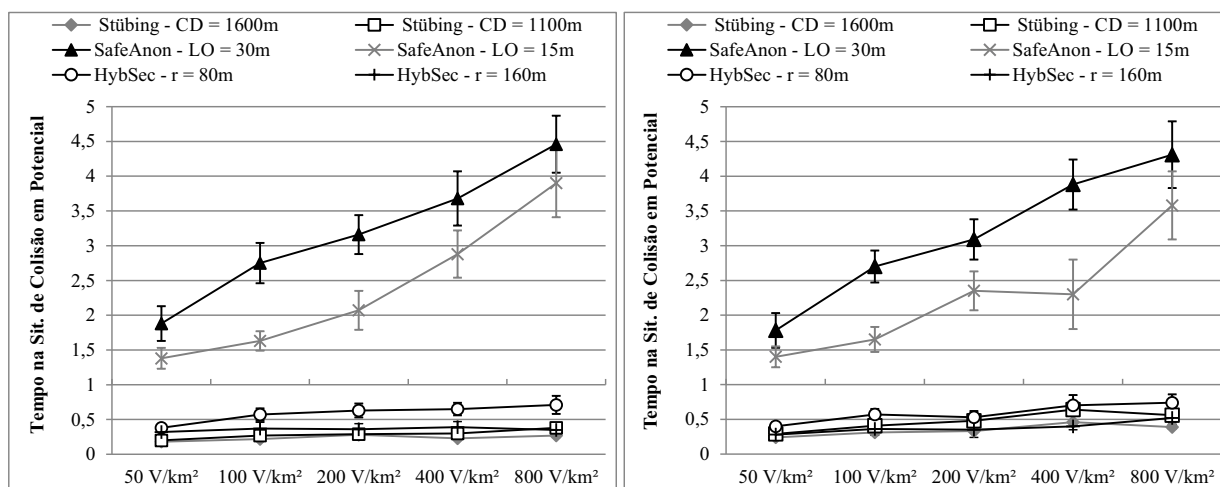 Stübing - CD = 1600m
Stübing - CD = 1100m
SafeAnon - LO = 30m
SafeAnon - LO = 15m
HybSec - r = 80m
HybSec - r = 160m
Tempo na Sit. de Colisão em Potencial
5
4,5
4
3,5
3
2,5
2
1,5
1
0,5
0
50 V/km²
100 V/km²
200 V/km²
400 V/km²
800 V/km²
Stübing - CD = 1600m
Stübing - CD = 1100m
SafeAnon - LO = 30m
SafeAnon - LO = 15m
HybSec - r = 80m
HybSec - r = 160m
Tempo na Sit. de Colisão em Potencial
5
4,5
4
3,5
3
2,5
2
1,5
1
0,5
0
50 V/km²
100 V/km²
200 V/km²
400 V/km²
800 V/km²